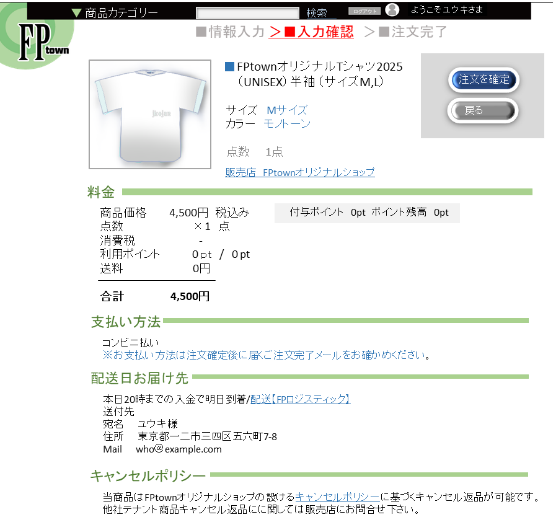 ▼商品カテゴリー 検索 ログアウト ようこそユウキさま
FPtown
■情報入力 ＞■入力確認 ＞■注文完了
■FPtownオリジナルTシャツ2025
（UNISEX）半袖（サイズM,L）
注文を確定
サイズ Mサイズ
戻る
カラー モノトーン
点数 1点
販売店 FPtownオリジナルショップ
料金
商品価格 4,500円 税込み
付与ポイント 0pt ポイント残高 0pt
点数 ×1 点
消費税 -
利用ポイント 0pt / 0pt
送料 0円
合計 4,500円
支払い方法
コンビニ払い
※お支払い方法は注文確定後に届くご注文完了メールをお確かめください。
配送日お届け先
本日20時までの入金で明日到着/配送【FPロジスティック】
送付先
宛名 ユウキ様
住所 東京都一二市三四区五六町7-8
Mail who@example.com
キャンセルポリシー
当商品はFPtownオリジナルショップの設けるキャンセルポリシーに基づくキャンセル返品が可能です。
他社テナント商品キャンセル返品にに関しては販売店にお問合せ下さい。